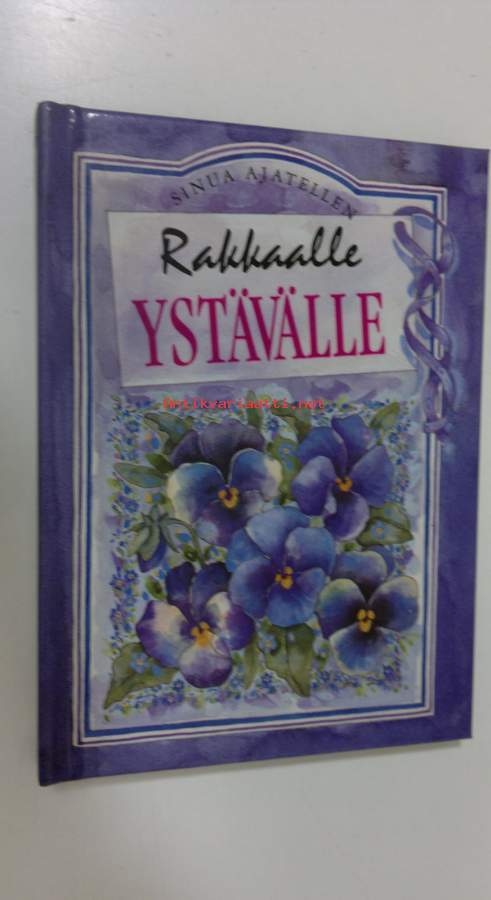 SINUA AJATELLEN
Rakkaalle
YSTÄVÄLLE
Antikvariaatti.net